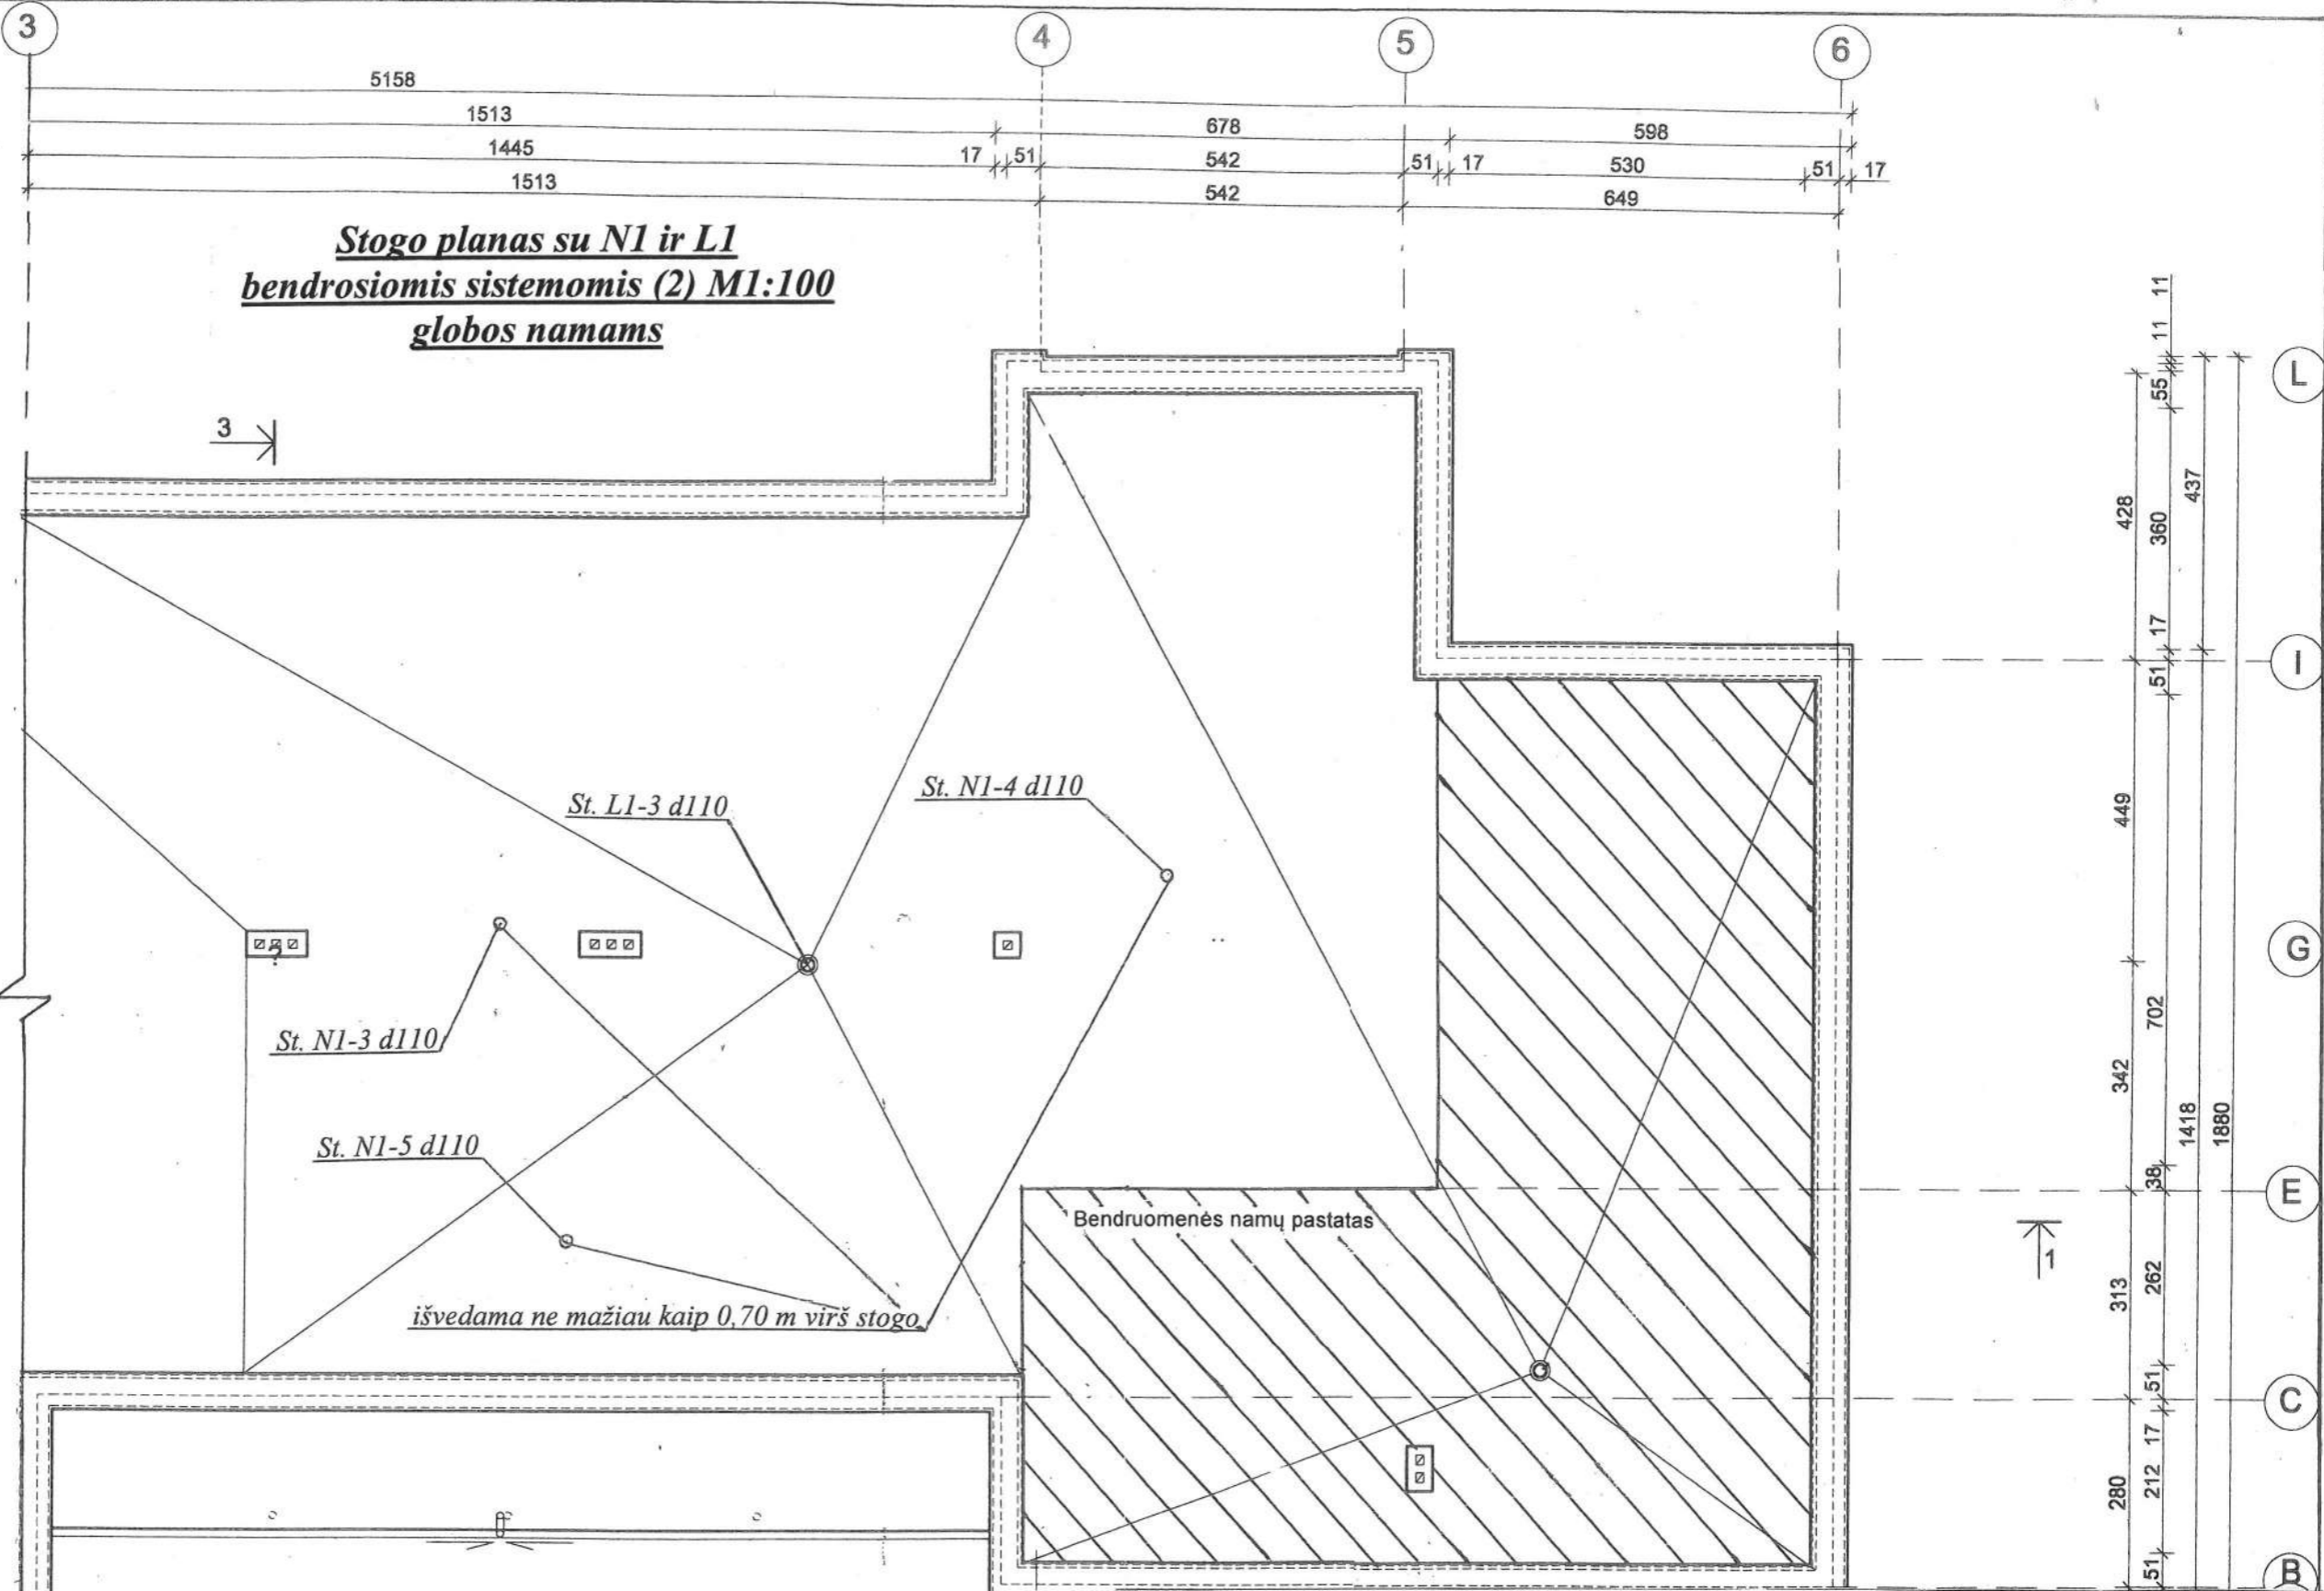 3
4
5
6
5158
1513
678
598
1445
17
51
542
51
17
530
51
17
1513
542
649
Stogo planas su N1 ir L1
bendrosiomis sistemomis (2) M1:100
globos namams
11
11
L
55
3
437
428
360
17
I
51
St. N1-4 d110
St. L1-3 d110
449
G
?
702
St. N1-3 d110
342
1418
1880
St. N1-5 d110
38
E
Bendruomenės namų pastatas
1
262
313
išvedama ne mažiau kaip 0,70 m virš stogo
51
C
17
212
280
51
B